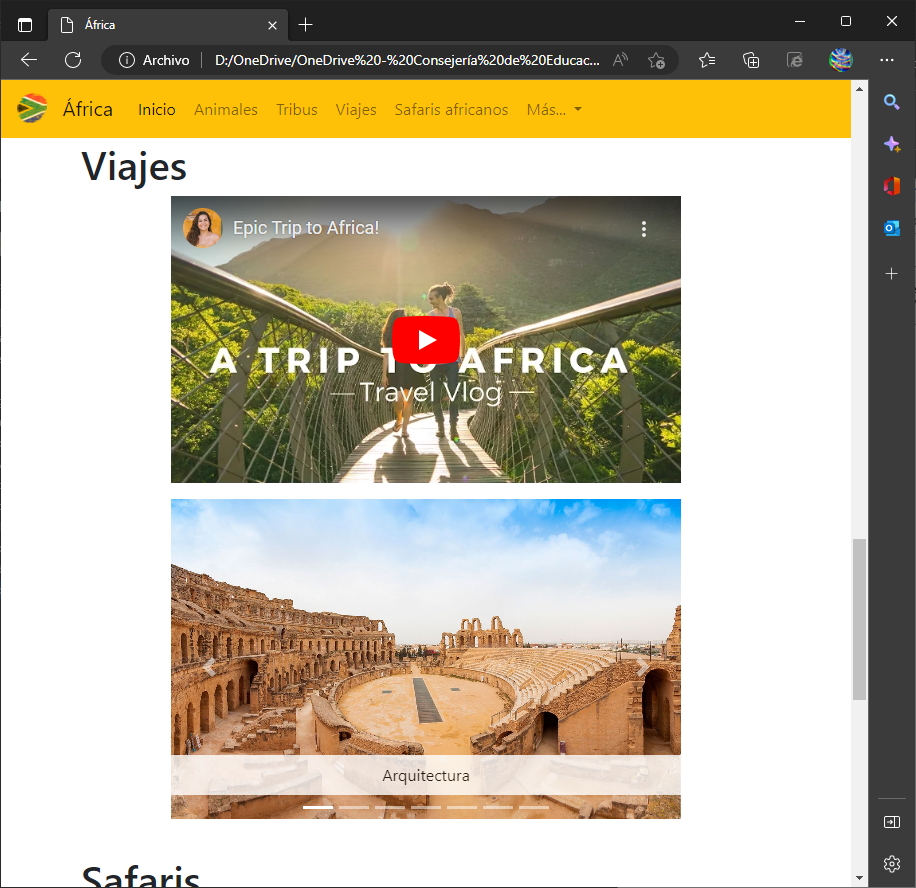 África
Archivo
D:/OneDrive/OneDrive%20-%20Consejería%20de%20Educac...
África Inicio Animales Tribus Viajes Safaris africanos Más...
Viajes
Epic Trip to Africa!
A TRIP TO AFRICA
Travel Vlog
Arquitectura
Safaris